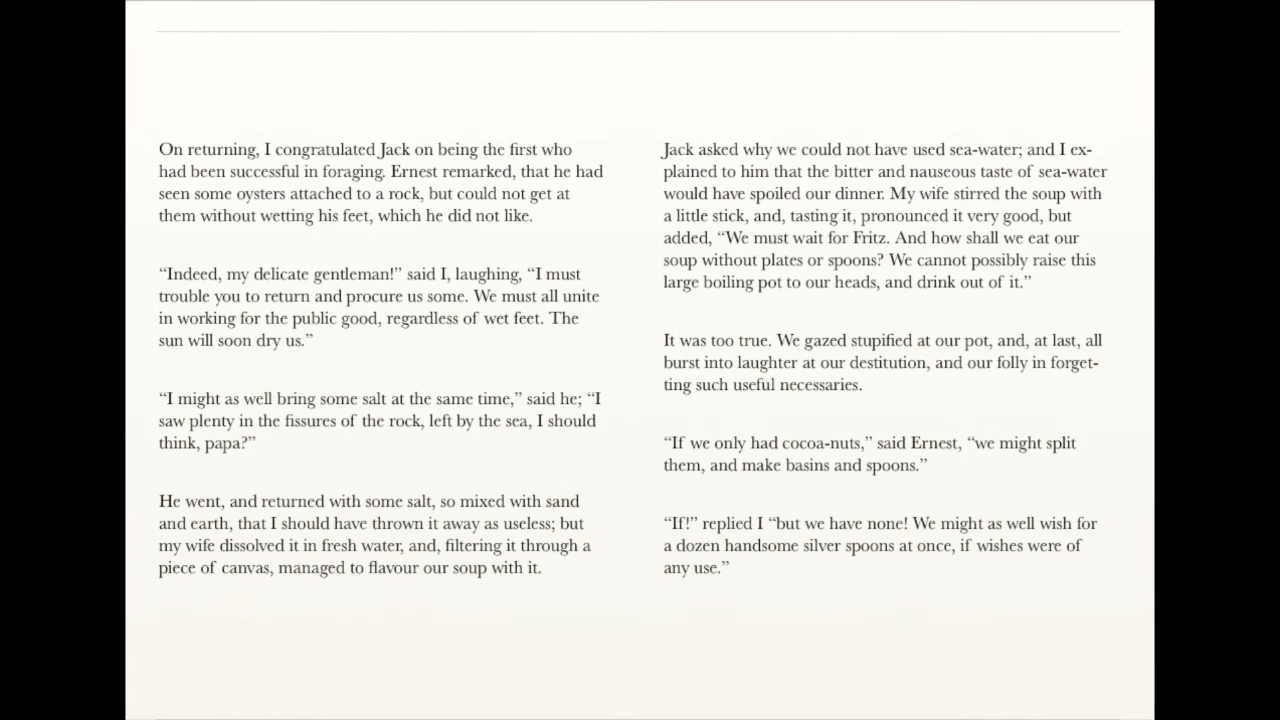 On returning, I congratulated Jack on being the first who
had been successful in foraging. Ernest remarked, that he had
seen some oysters attached to a rock, but could not get at
them without wetting his feet, which he did not like.
“Indeed, my delicate gentleman!” said I, laughing, “I must
trouble you to return and procure us some. We must all unite
in working for the public good, regardless of wet feet. The
sun will soon dry us.”
“I might as well bring some salt at the same time,” said he; “I
saw plenty in the fissures of the rock, left by the sea, I should
think, papa?”
He went, and returned with some salt, so mixed with sand
and earth, that I should have thrown it away as useless; but
my wife dissolved it in fresh water, and, filtering it through a
piece of canvas, managed to flavour our soup with it.
Jack asked why we could not have used sea-water; and I ex-
plained to him that the bitter and nauseous taste of sea-water
would have spoiled our dinner. My wife stirred the soup with
a little stick, and, tasting it, pronounced it very good, but
added, “We must wait for Fritz. And how shall we eat our
soup without plates or spoons? We cannot possibly raise this
large boiling pot to our heads, and drink out of it.”
It was too true. We gazed stupified at our pot, and, at last, all
burst into laughter at our destitution, and our folly in forget-
ting such useful necessaries.
“If we only had cocoa-nuts,” said Ernest, “we might split
them, and make basins and spoons.”
“If!” replied I “but we have none! We might as well wish for
a dozen handsome silver spoons at once, if wishes were of
any use.”